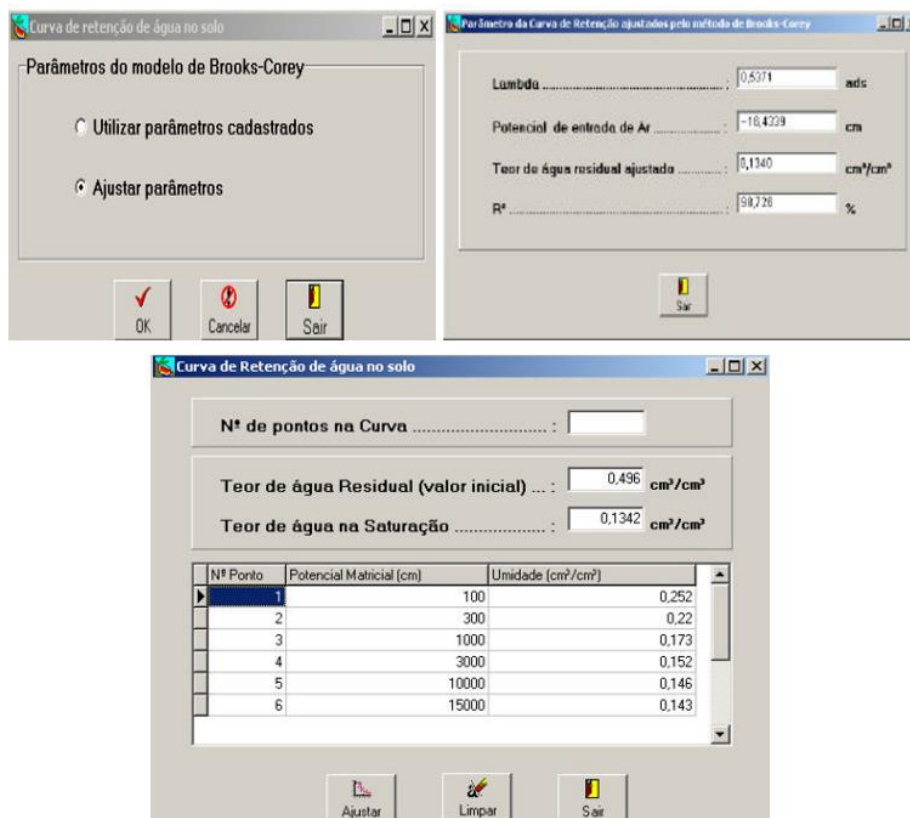 Curva de retenção de água no solo
Parâmetros do modelo de Brooks-Corey
Utilizar parâmetros cadastrados
Ajustar parâmetros
OK
Cancelar
Sair
Parâmetro da Curva de Retenção ajustados pelo método de Brooks-Corey
Lambda ............................................................ : 0,5371 ads
Potencial de entrada de Ar ................... : -16,4339 cm
Teor de água residual ajustado ............ : 0,1340 cm³/cm³
R² ..................................................................... : 98,728 %
Sair
Curva de Retenção de água no solo
Nº de pontos na Curva ............................ :
Teor de água Residual (valor inicial) ... : 0,496 cm³/cm³
Teor de água na Saturação ................... : 0,1342 cm³/cm³
Nº Ponto Potencial Matricial (cm) Umidade (cm³/cm³)
1 100 0,252
2 300 0,22
3 1000 0,173
4 3000 0,152
5 10000 0,146
6 15000 0,143
Ajustar
Limpar
Sair